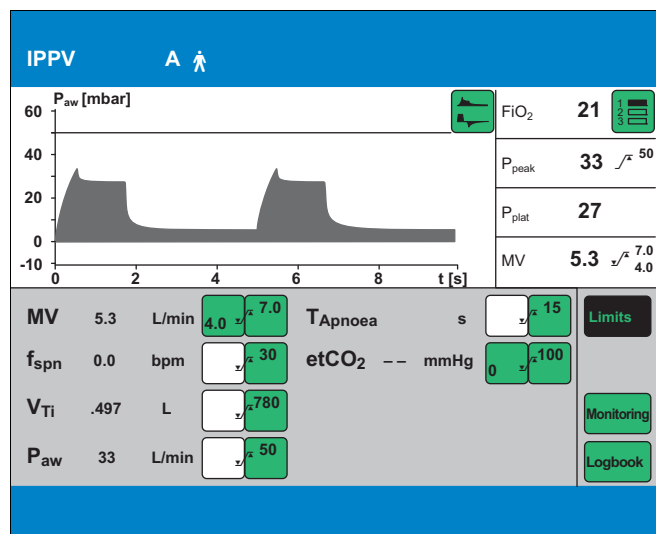 IPPV A
Paw [mbar]
60
40
20
0
-10
0 2 4 6 8 t [s]
FiO2 21 1 2 3
Ppeak 33 50
Pplat 27
MV 5.3 7.0 4.0
MV 5.3 L/min 4.0 7.0
TApnoea s 15
Limits
fspn 0.0 bpm 30
etCO2 –– mmHg 0 100
VTi .497 L 780
Monitoring
Paw 33 L/min 50
Logbook